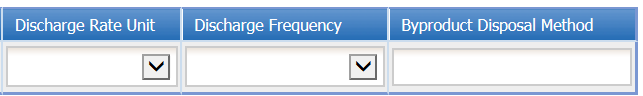 Discharge Rate Unit Discharge Frequency Byproduct Disposal Method